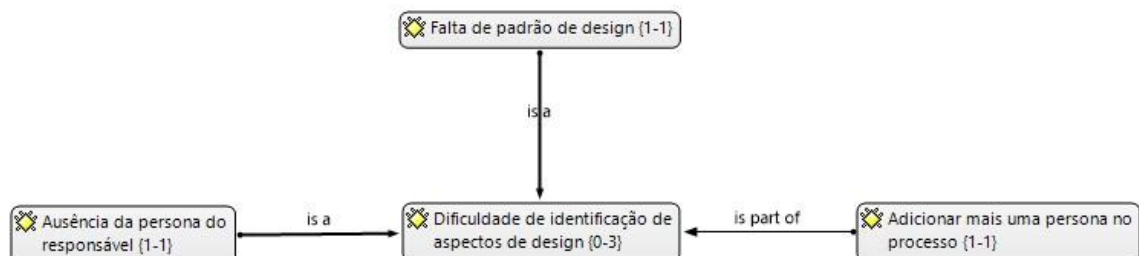 Falta de padrão de design {1-1}
is a
Ausência da persona do
responsável {1-1}
is a
Dificuldade de identificação de
aspectos de design {0-3}
is part of
Adicionar mais uma persona no
processo {1-1}